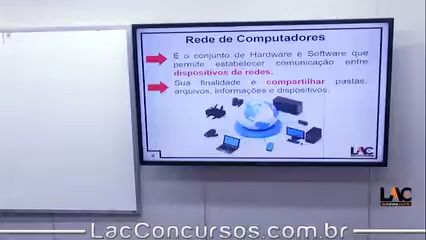 Rede de Computadores
LAC
É o conjunto de Hardware e Software que
permite estabelecer comunicação entre
dispositivos de redes.
Sua finalidade é compartilhar pastas,
arquivos, informações e dispositivos.
LAC
LAC
LacConcursos.com.br